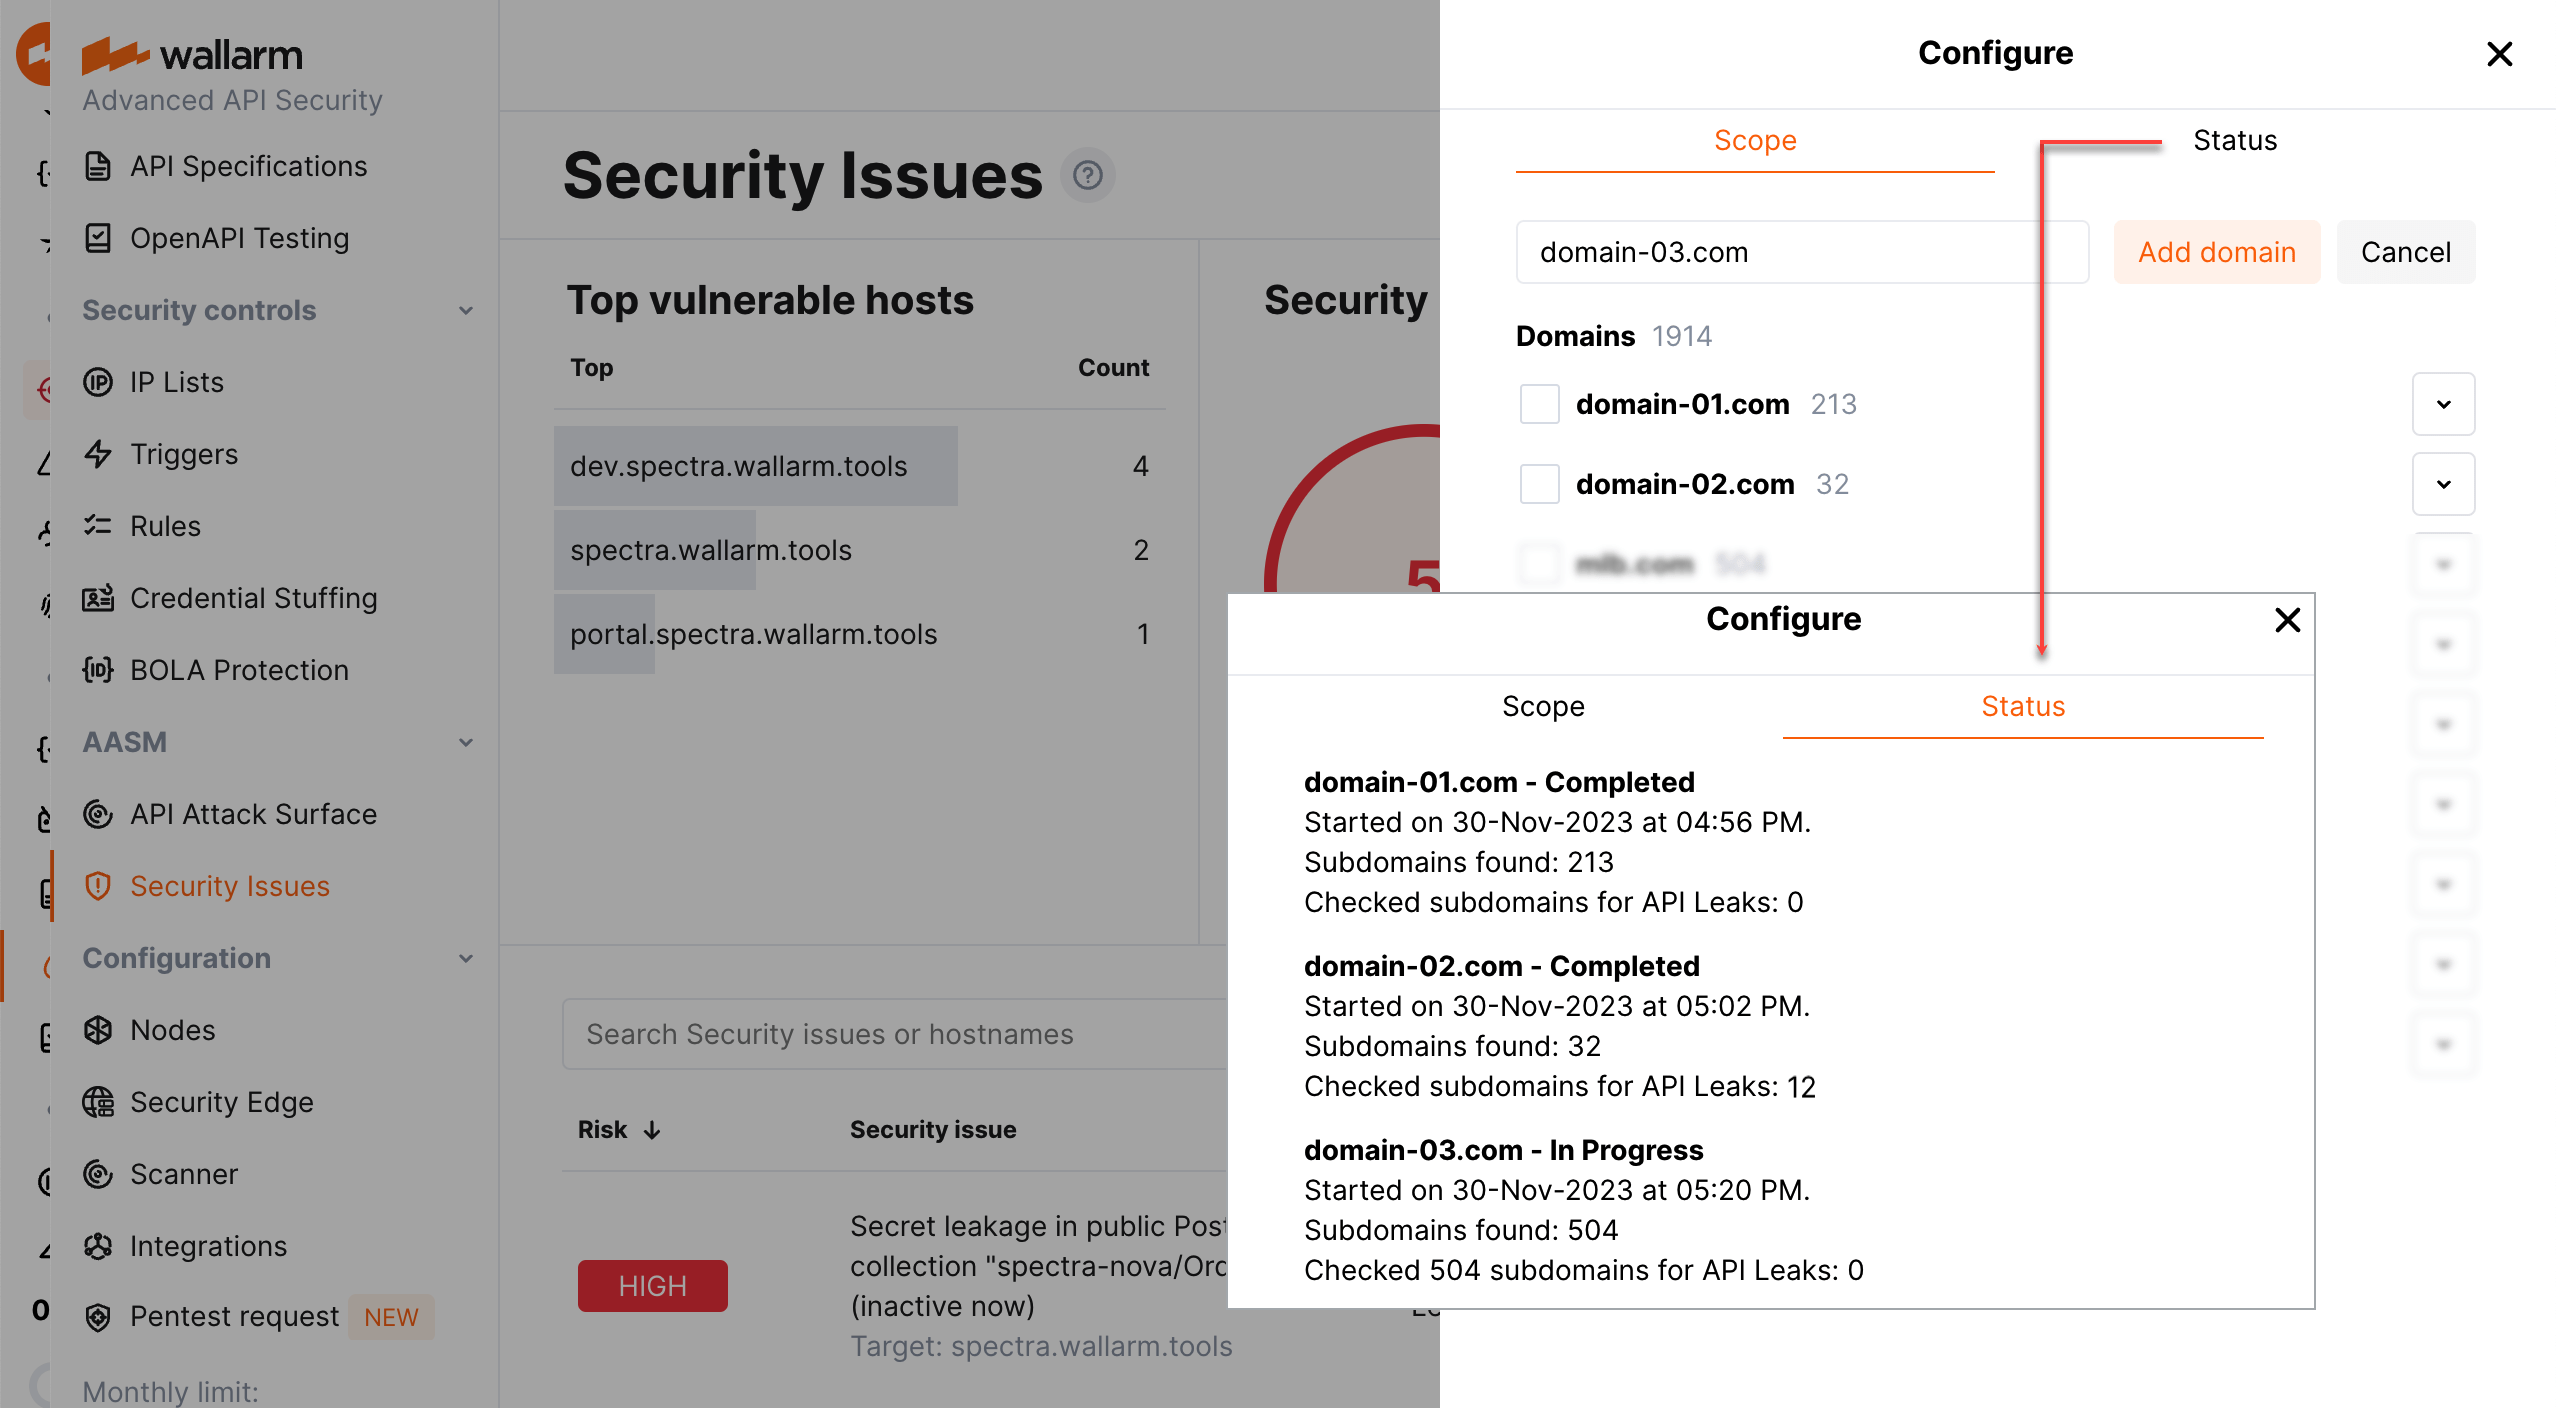 wallarm
Advanced API Security
API Specifications
OpenAPI Testing
Security controls
IP Lists
Triggers
Rules
Credential Stuffing
BOLA Protection
AASM
API Attack Surface
Security Issues
Configuration
Nodes
Security Edge
Scanner
Integrations
Pentest request NEW
Monthly limit:
Security Issues
Top vulnerable hosts
Top Count
dev.spectra.wallarm.tools 4
spectra.wallarm.tools 2
portal.spectra.wallarm.tools 1
Security
5
Search Security issues or hostnames
Risk Security issue
HIGH
Secret leakage in public Post
collection "spectra-nova/Ord
(inactive now)
Target: spectra.wallarm.tools
Configure
Scope Status
domain-03.com Add domain Cancel
Domains 1914
domain-01.com 213
domain-02.com 32
mlb.com 504
Configure
Scope Status
domain-01.com - Completed
Started on 30-Nov-2023 at 04:56 PM.
Subdomains found: 213
Checked subdomains for API Leaks: 0
domain-02.com - Completed
Started on 30-Nov-2023 at 05:02 PM.
Subdomains found: 32
Checked subdomains for API Leaks: 12
domain-03.com - In Progress
Started on 30-Nov-2023 at 05:20 PM.
Subdomains found: 504
Checked 504 subdomains for API Leaks: 0